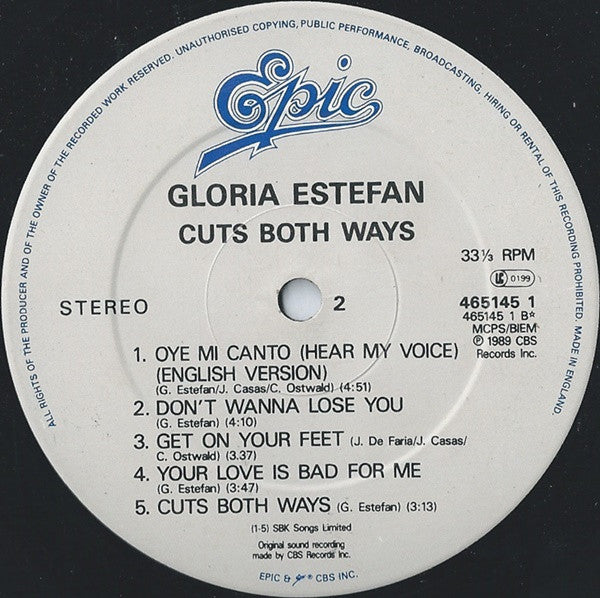 ALL RIGHTS OF THE PRODUCER AND OF THE OWNER OF THE RECORDED WORK RESERVED. UNAUTHORISED COPYING, PUBLIC PERFORMANCE, BROADCASTING, HIRING OR RENTAL OF THIS RECORDING PROHIBITED. MADE IN ENGLAND.
Epic
GLORIA ESTEFAN
CUTS BOTH WAYS
33⅓ RPM
LC 0199
STEREO
2
465145 1
465145 1 B*
MCPS/BIEM
℗ 1989 CBS
Records Inc.
1. OYE MI CANTO (HEAR MY VOICE)
(ENGLISH VERSION)
(G. Estefan/J. Casas/C. Ostwald) (4:51)
2. DON'T WANNA LOSE YOU
(G. Estefan) (4:10)
3. GET ON YOUR FEET (J. De Faria/J. Casas/
C. Ostwald) (3.37)
4. YOUR LOVE IS BAD FOR ME
(G. Estefan) (3:47)
5. CUTS BOTH WAYS (G. Estefan) (3:13)
(1-5) SBK Songs Limited
Original sound recording
made by CBS Records Inc.
EPIC & ® CBS INC.